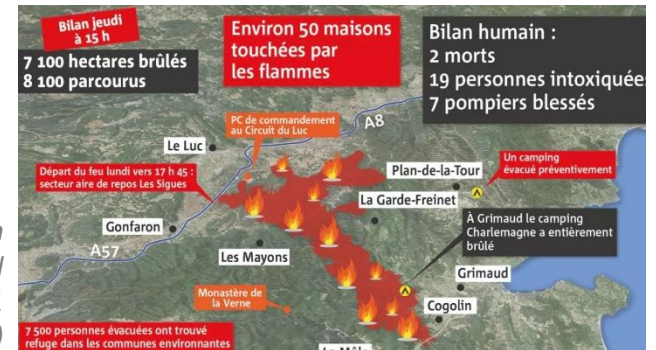 Bilan jeudi
à 15 h
7 100 hectares brûlés
8 100 parcourus
Environ 50 maisons
touchées par
les flammes
Bilan humain :
2 morts
19 personnes intoxiquées
7 pompiers blessés
PC de commandement
au Circuit du Luc
A8
Le Luc
Départ du feu lundi vers 17 h 45 :
secteur aire de repos Les Sigues
Plan-de-la-Tour
Un camping
évacué préventivement
La Garde-Freinet
Gonfaron
A57
Les Mayons
À Grimaud le camping
Charlemagne a entièrement
brûlé
Grimaud
Monastère de
la Verne
Cogolin
7 500 personnes évacuées ont trouvé
refuge dans les communes environnantes